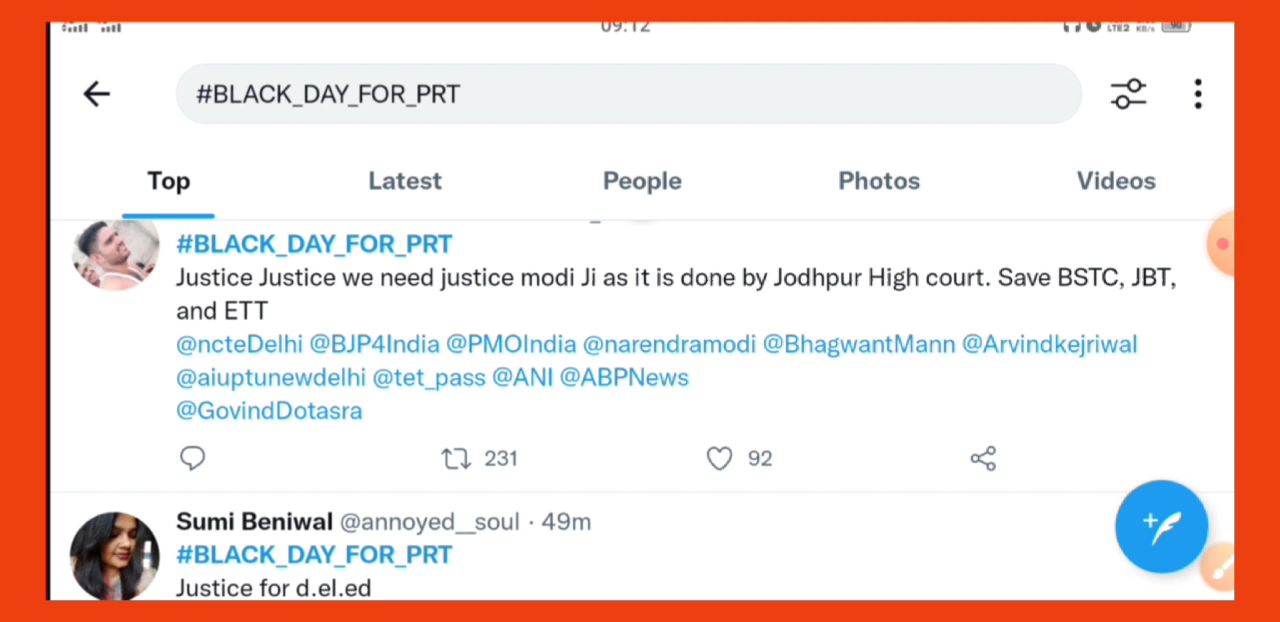 09:12
LTE2 KB/s
#BLACK_DAY_FOR_PRT
Top Latest People Photos Videos
#BLACK_DAY_FOR_PRT
Justice Justice we need justice modi Ji as it is done by Jodhpur High court. Save BSTC, JBT,
and ETT
@ncteDelhi @BJP4India @PMOIndia @narendramodi @BhagwantMann @Arvindkejriwal
@aiuptunewdelhi @tet_pass @ANI @ABPNews
@GovindDotasra
231 92
Sumi Beniwal @annoyed__soul · 49m
#BLACK_DAY_FOR_PRT
Justice for d.el.ed